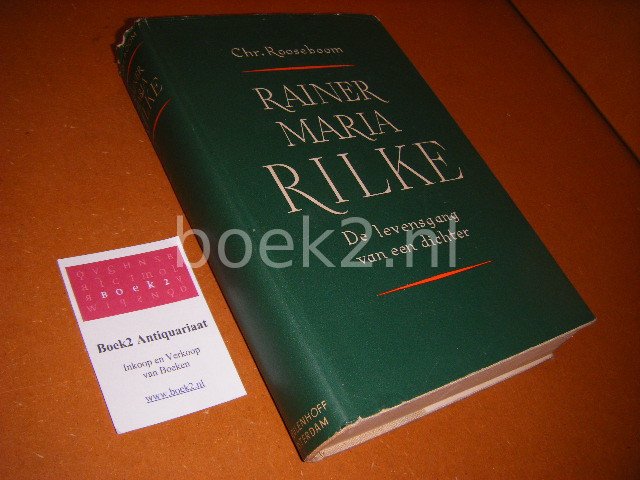 Chr. Rooseboom
RAINER
MARIA
RILKE
De levensgang
van een dichter
boek2.nl
BOEK2
Boek2 Antiquariaat
Inkoop en Verkoop
van Boeken
www.boek2.nl